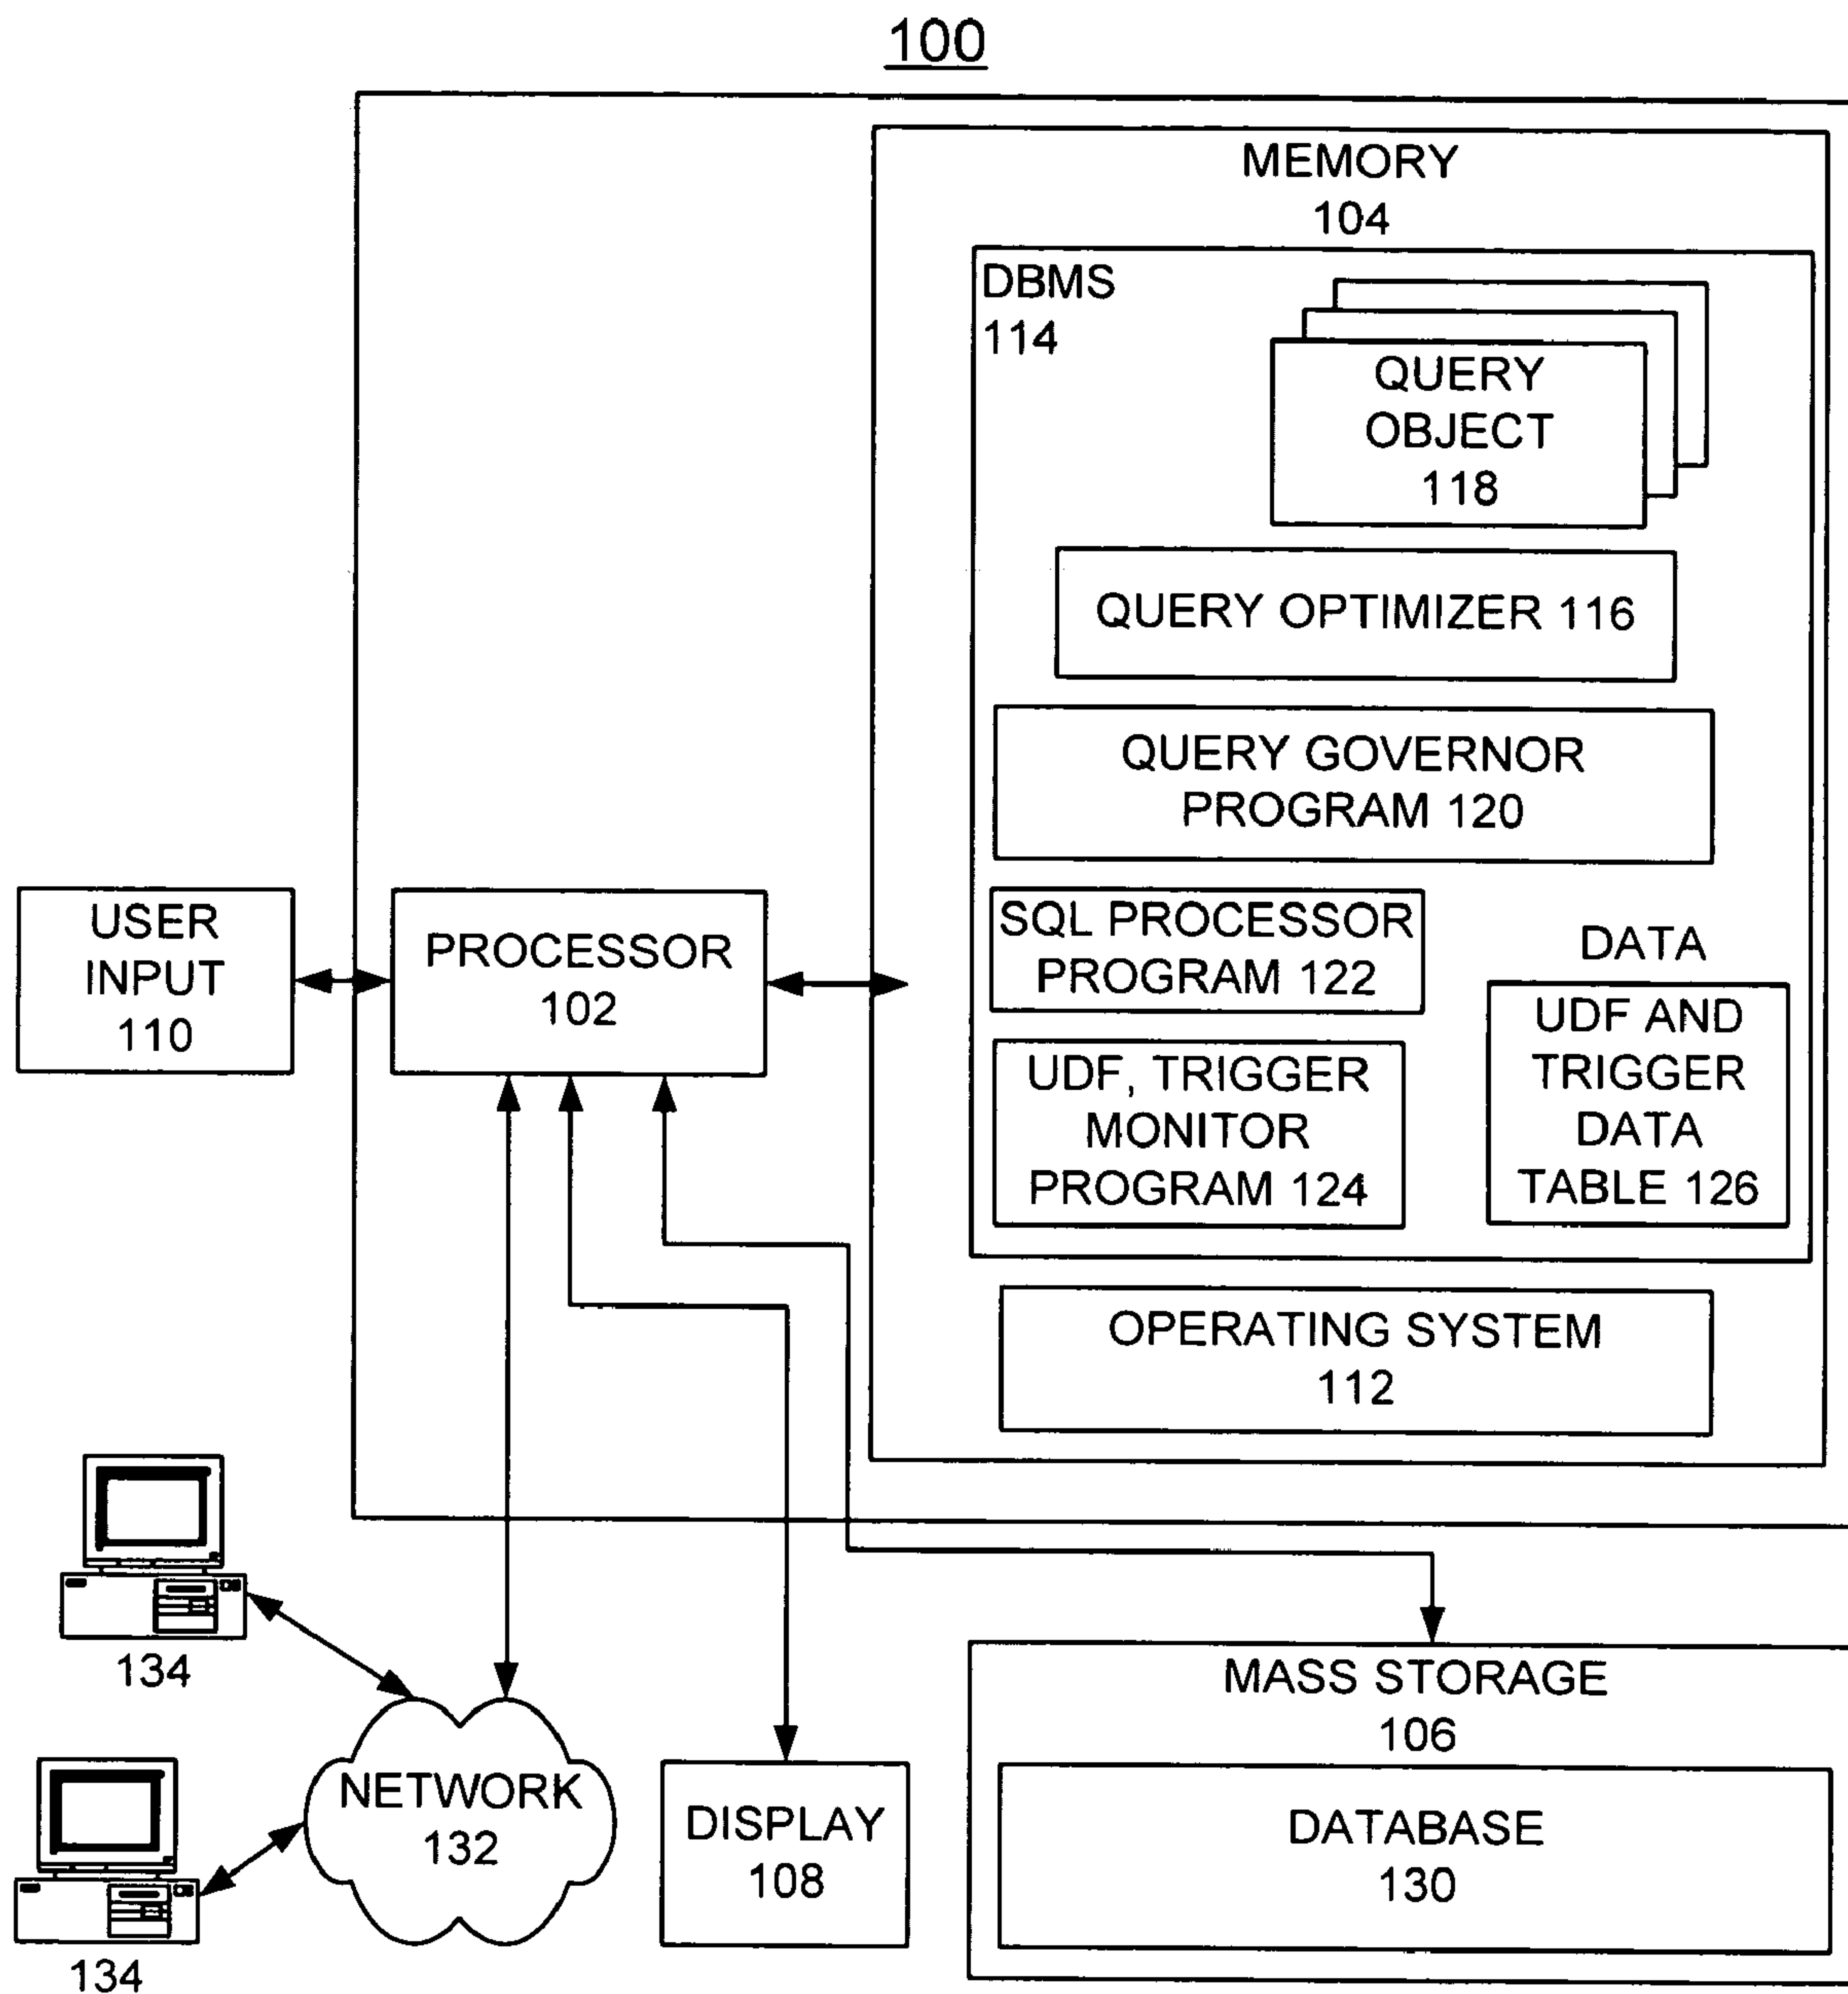 100
MEMORY
104
DBMS
114
QUERY
OBJECT
118
QUERY OPTIMIZER 116
QUERY GOVERNOR
PROGRAM 120
SQL PROCESSOR
PROGRAM 122
DATA
UDF AND
TRIGGER
DATA
TABLE 126
UDF, TRIGGER
MONITOR
PROGRAM 124
OPERATING SYSTEM
112
USER
INPUT
110
PROCESSOR
102
134
134
NETWORK
132
DISPLAY
108
MASS STORAGE
106
DATABASE
130